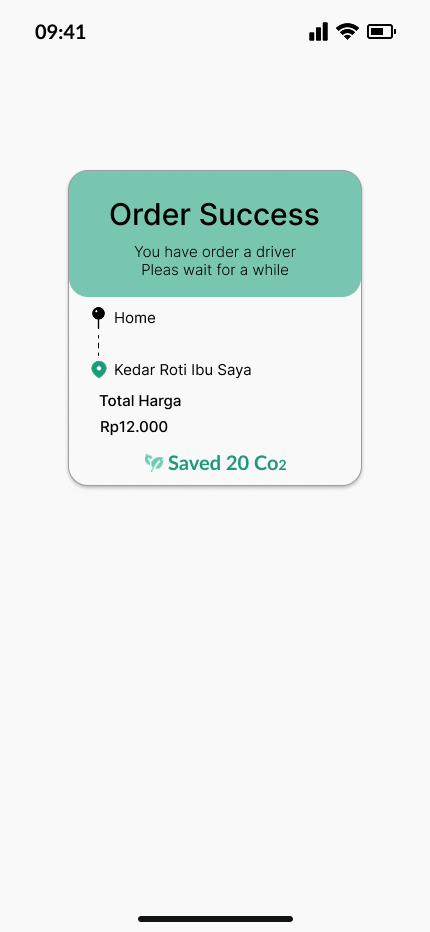 09:41
Order Success
You have order a driver
Pleas wait for a while
Home
Kedar Roti Ibu Saya
Total Harga
Rp12.000
Saved 20 Co2